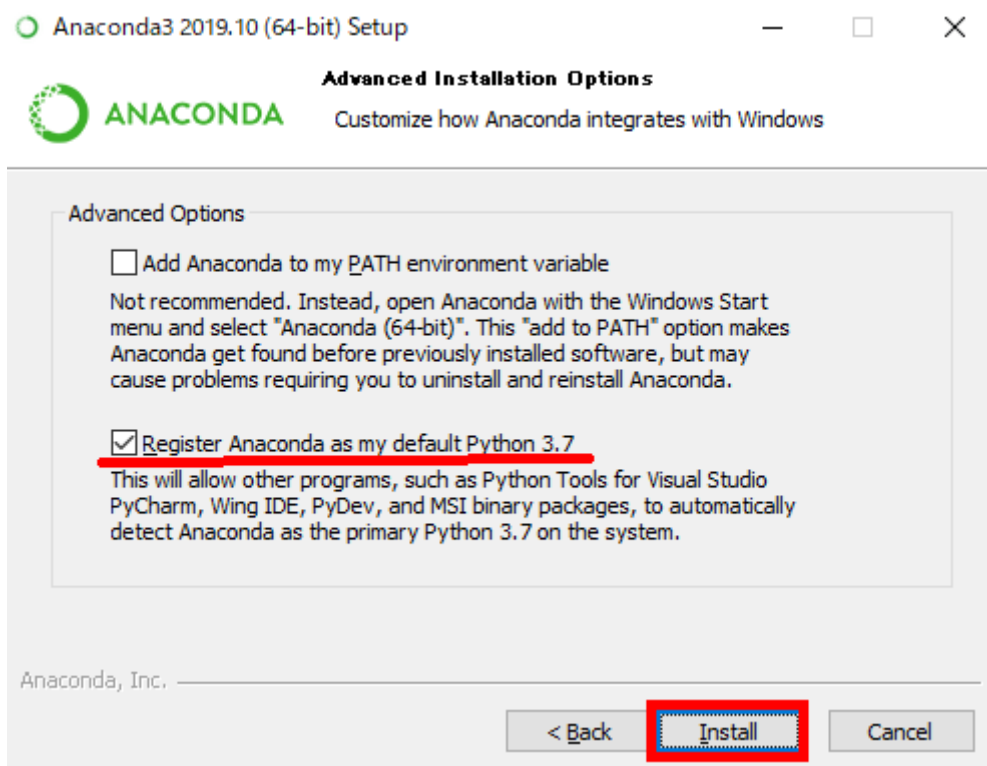 Anaconda3 2019.10 (64-bit) Setup
ANACONDA
Advanced Installation Options
Customize how Anaconda integrates with Windows
Advanced Options
Add Anaconda to my PATH environment variable
Not recommended. Instead, open Anaconda with the Windows Start
menu and select "Anaconda (64-bit)". This "add to PATH" option makes
Anaconda get found before previously installed software, but may
cause problems requiring you to uninstall and reinstall Anaconda.
Register Anaconda as my default Python 3.7
This will allow other programs, such as Python Tools for Visual Studio
PyCharm, Wing IDE, PyDev, and MSI binary packages, to automatically
detect Anaconda as the primary Python 3.7 on the system.
Anaconda, Inc.
< Back
Install
Cancel